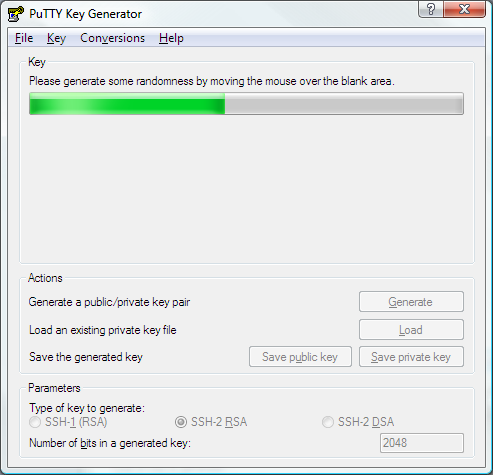 PuTTY Key Generator
File Key Conversions Help
Key
Please generate some randomness by moving the mouse over the blank area.
Actions
Generate a public/private key pair Generate
Load an existing private key file Load
Save the generated key Save public key Save private key
Parameters
Type of key to generate:
SSH-1 (RSA) SSH-2 RSA SSH-2 DSA
Number of bits in a generated key: 2048